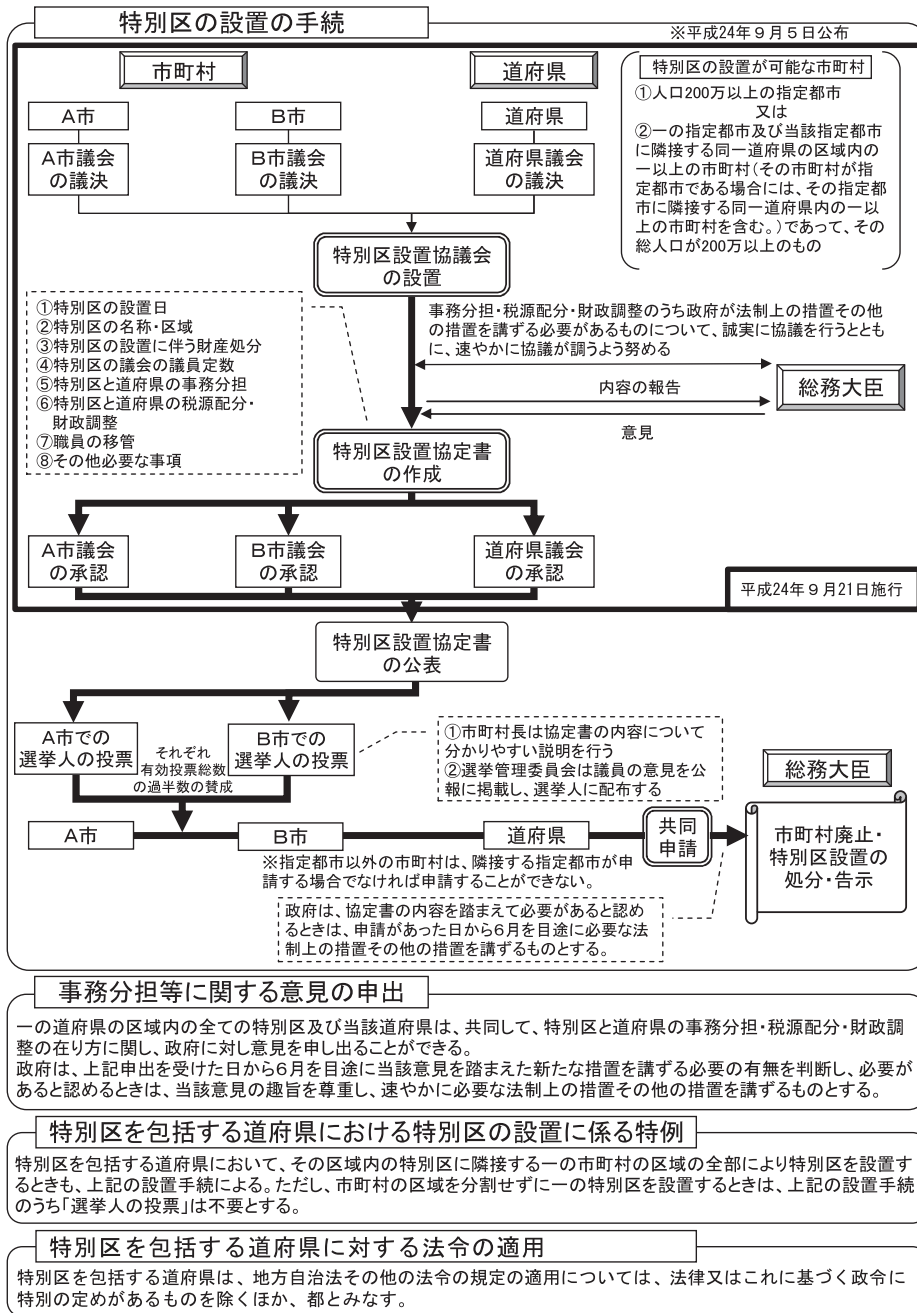 特別区の設置の手続
※平成24年９月５日公布
市町村
道府県
特別区の設置が可能な市町村
①人口200万以上の指定都市
又は
②一の指定都市及び当該指定都市
に隣接する同一道府県の区域内の
一以上の市町村（その市町村が指
定都市である場合には、その指定都
市に隣接する同一道府県内の一以
上の市町村を含む。）であって、その
総人口が200万以上のもの
A市
B市
道府県
A市議会
の議決
B市議会
の議決
道府県議会
の議決
特別区設置協議会
の設置
①特別区の設置日
②特別区の名称・区域
③特別区の設置に伴う財産処分
④特別区の議会の議員定数
⑤特別区と道府県の事務分担
⑥特別区と道府県の税源配分・
財政調整
⑦職員の移管
⑧その他必要な事項
事務分担・税源配分・財政調整のうち政府が法制上の措置その他
の措置を講ずる必要があるものについて、誠実に協議を行うととも
に、速やかに協議が調うよう努める
内容の報告
総務大臣
意見
特別区設置協定書
の作成
A市議会
の承認
B市議会
の承認
道府県議会
の承認
平成24年９月21日施行
特別区設置協定書
の公表
A市での
選挙人の投票
それぞれ
有効投票総数
の過半数の賛成
B市での
選挙人の投票
①市町村長は協定書の内容について
分かりやすい説明を行う
②選挙管理委員会は議員の意見を公
報に掲載し、選挙人に配布する
総務大臣
A市
B市
道府県
共同
申請
市町村廃止・
特別区設置の
処分・告示
※指定都市以外の市町村は、隣接する指定都市が申
請する場合でなければ申請することができない。
政府は、協定書の内容を踏まえて必要があると認め
るときは、申請があった日から６月を目途に必要な法
制上の措置その他の措置を講ずるものとする。
事務分担等に関する意見の申出
一の道府県の区域内の全ての特別区及び当該道府県は、共同して、特別区と道府県の事務分担・税源配分・財政調
整の在り方に関し、政府に対し意見を申し出ることができる。
政府は、上記申出を受けた日から６月を目途に当該意見を踏まえた新たな措置を講ずる必要の有無を判断し、必要が
あると認めるときは、当該意見の趣旨を尊重し、速やかに必要な法制上の措置その他の措置を講ずるものとする。
特別区を包括する道府県における特別区の設置に係る特例
特別区を包括する道府県において、その区域内の特別区に隣接する一の市町村の区域の全部により特別区を設置す
るときも、上記の設置手続による。ただし、市町村の区域を分割せずに一の特別区を設置するときは、上記の設置手続
のうち「選挙人の投票」は不要とする。
特別区を包括する道府県に対する法令の適用
特別区を包括する道府県は、地方自治法その他の法令の規定の適用については、法律又はこれに基づく政令に
特別の定めがあるものを除くほか、都とみなす。